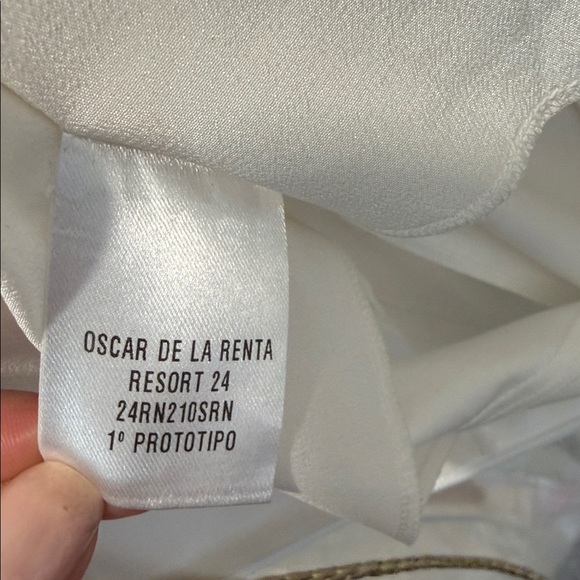 OSCAR DE LA RENTA
RESORT 24
24RN210SRN
1º PROTOTIPO